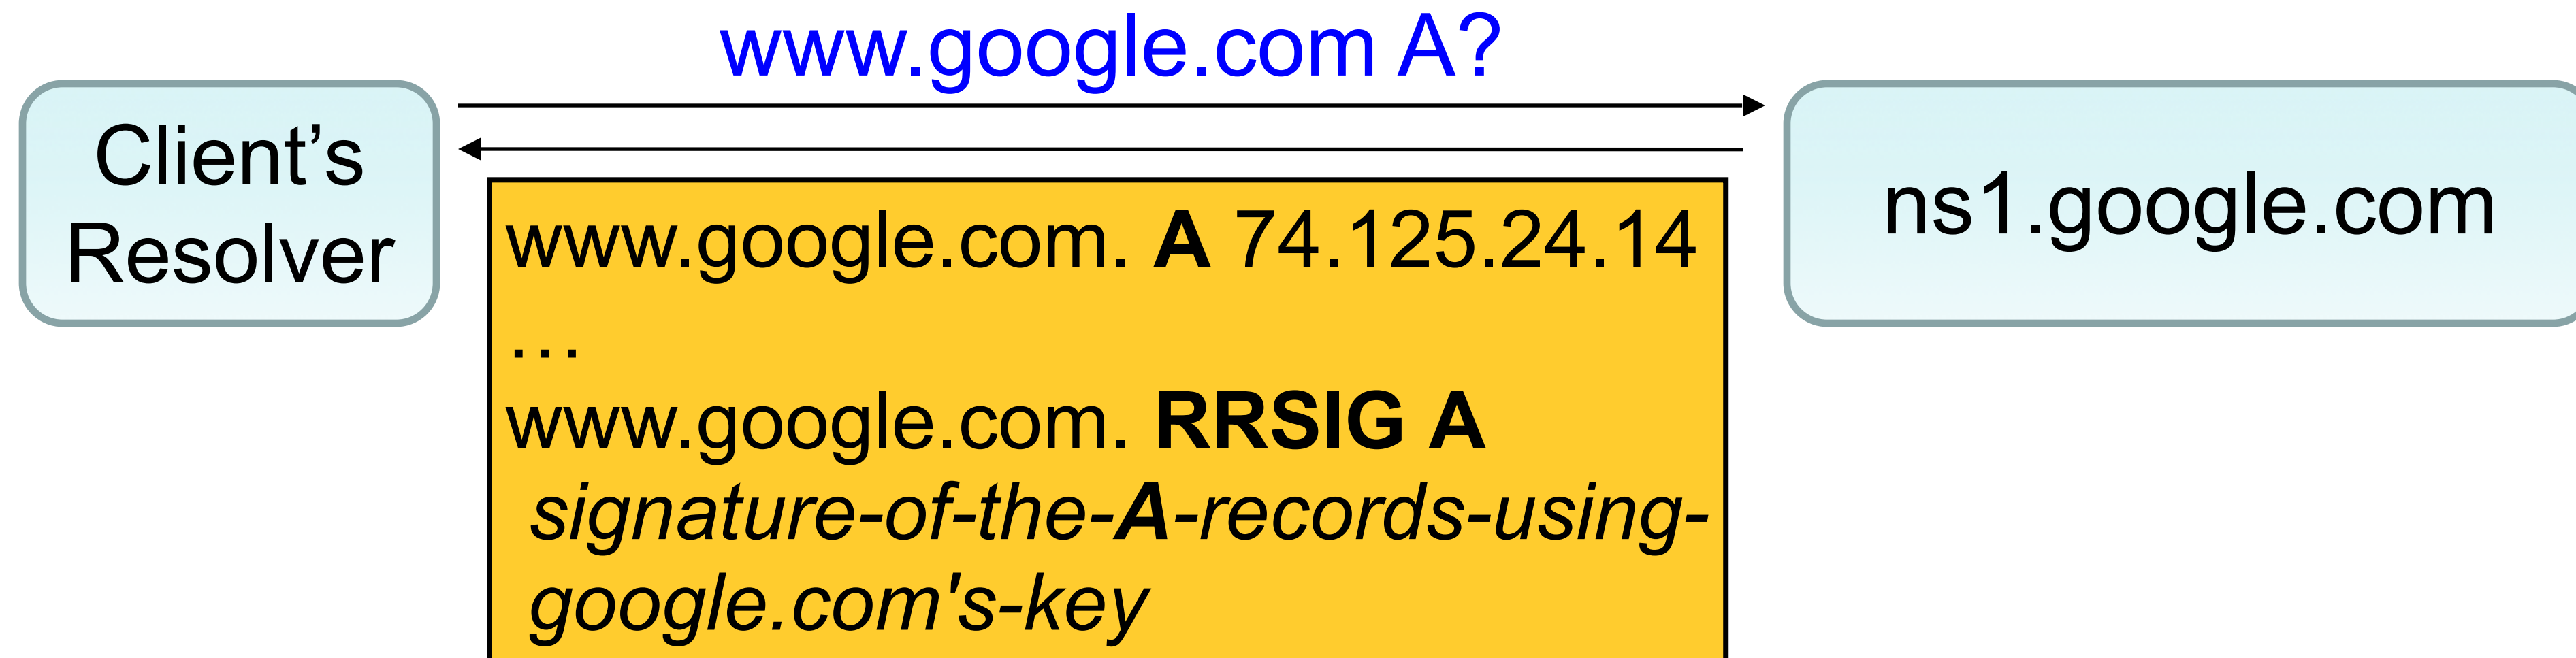 www.google.com A?
Client’s
Resolver
ns1.google.com
www.google.com. A 74.125.24.14
…
www.google.com. RRSIG A
signature-of-the-A-records-using-
google.com's-key